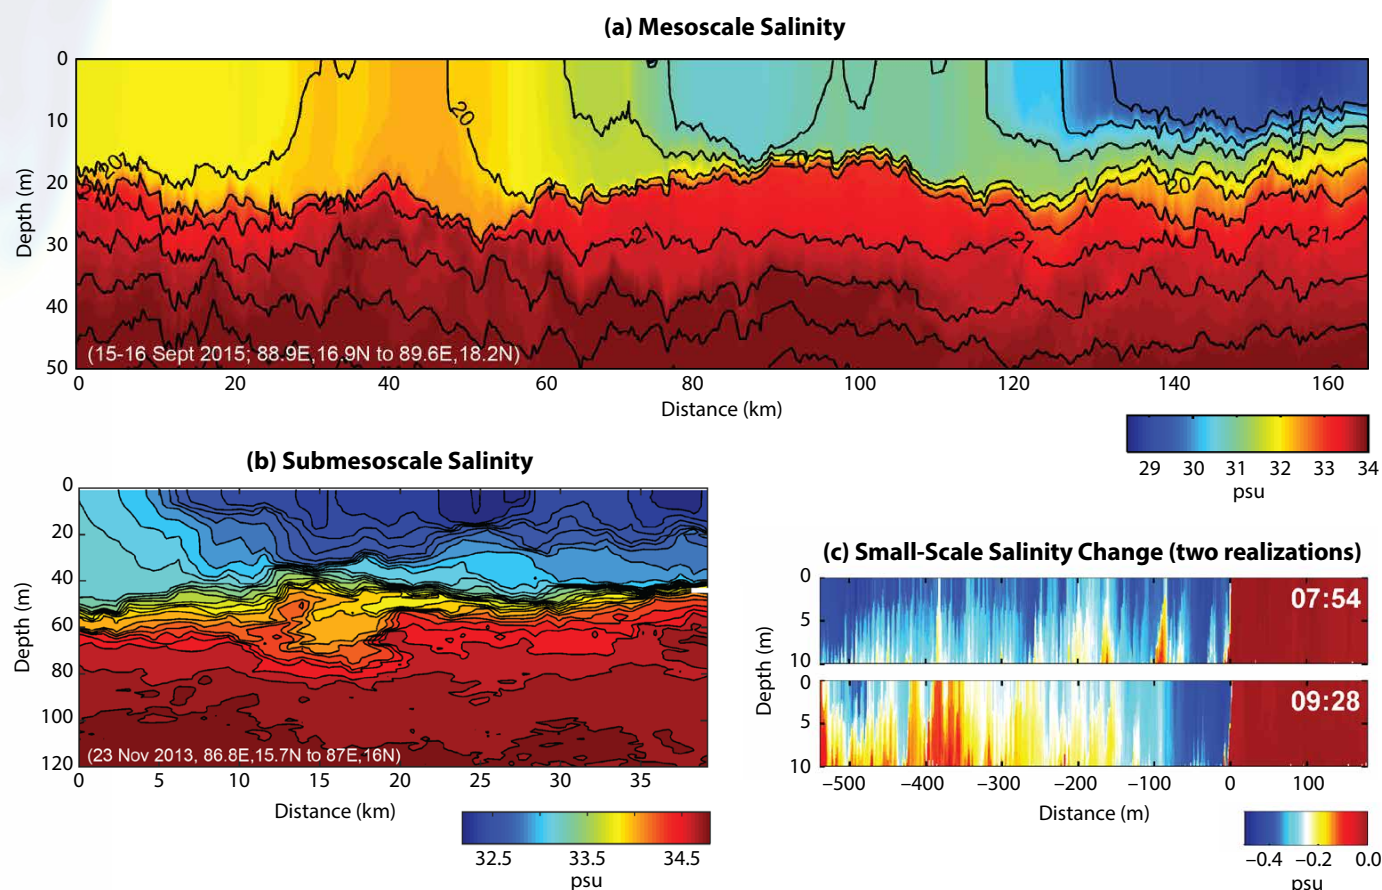 (a) Mesoscale Salinity
0
10
20
30
40
50
Depth (m)
20
20
20
20
21
21
21
21
(15-16 Sept 2015; 88.9E,16.9N to 89.6E,18.2N)
0 20 40 60 80 100 120 140 160
Distance (km)
29 30 31 32 33 34
psu
(b) Submesoscale Salinity
0
20
40
60
80
100
120
Depth (m)
(23 Nov 2013, 86.8E,15.7N to 87E,16N)
0 5 10 15 20 25 30 35
Distance (km)
32.5 33.5 34.5
psu
(c) Small-Scale Salinity Change (two realizations)
0
5
10
07:54
0
5
10
09:28
Depth (m)
−500 −400 −300 −200 −100 0 100
Distance (m)
−0.4 −0.2 0.0
psu